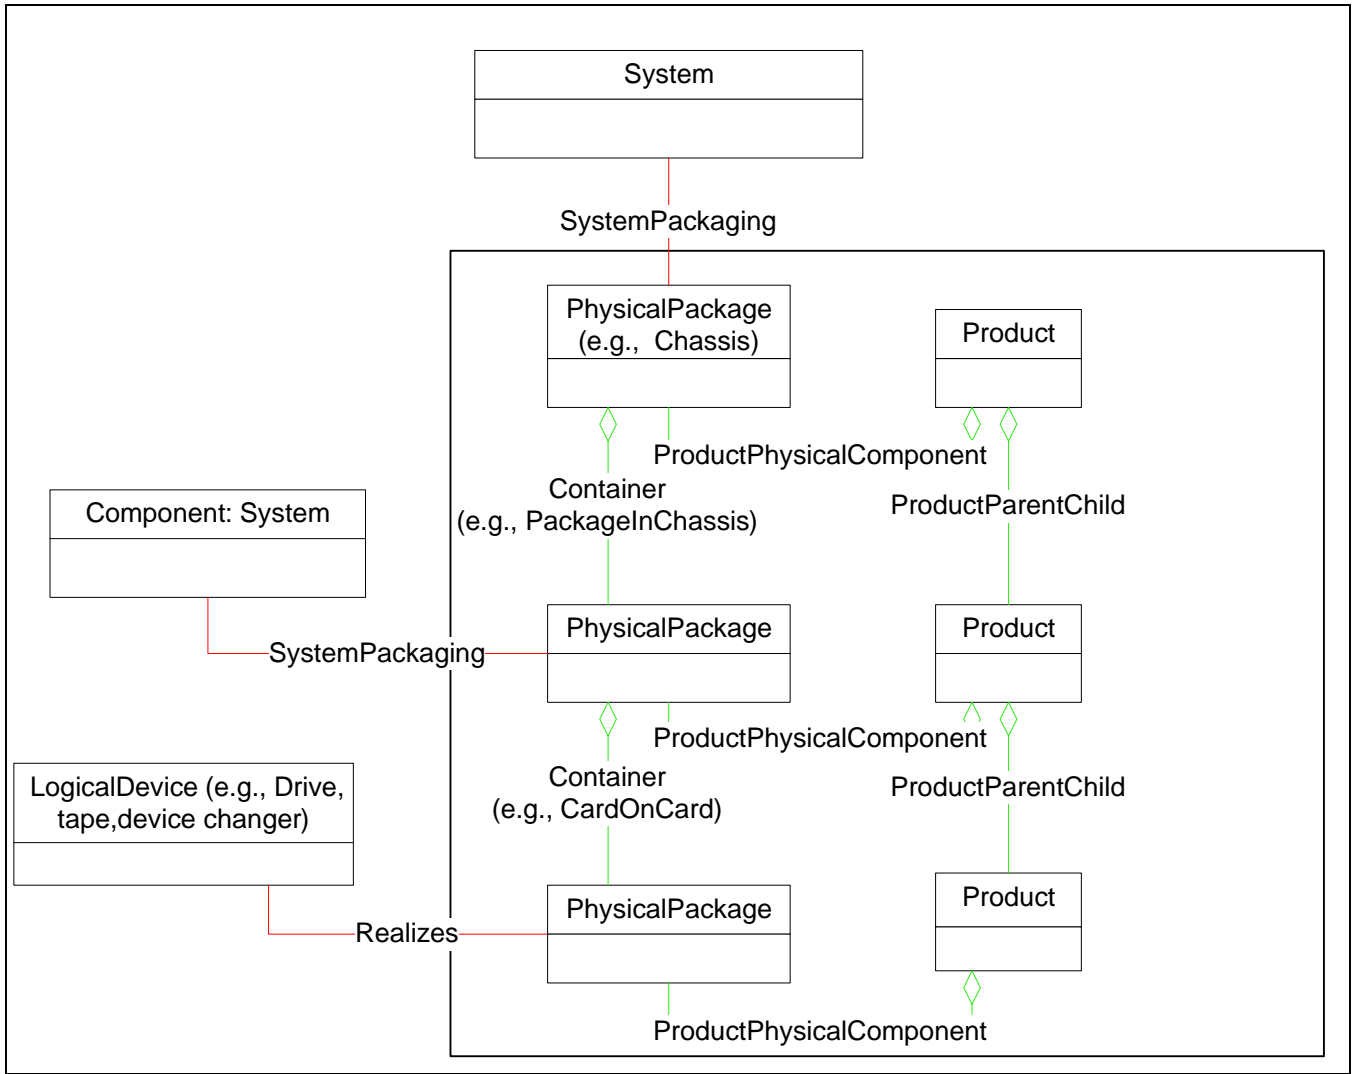 System
SystemPackaging
PhysicalPackage
(e.g.,  Chassis)
Product
ProductPhysicalComponent
Container
(e.g., PackageInChassis)
ProductParentChild
Component: System
PhysicalPackage
Product
SystemPackaging
ProductPhysicalComponent
Container
(e.g., CardOnCard)
ProductParentChild
LogicalDevice (e.g., Drive,
tape,device changer)
PhysicalPackage
Product
Realizes
ProductPhysicalComponent